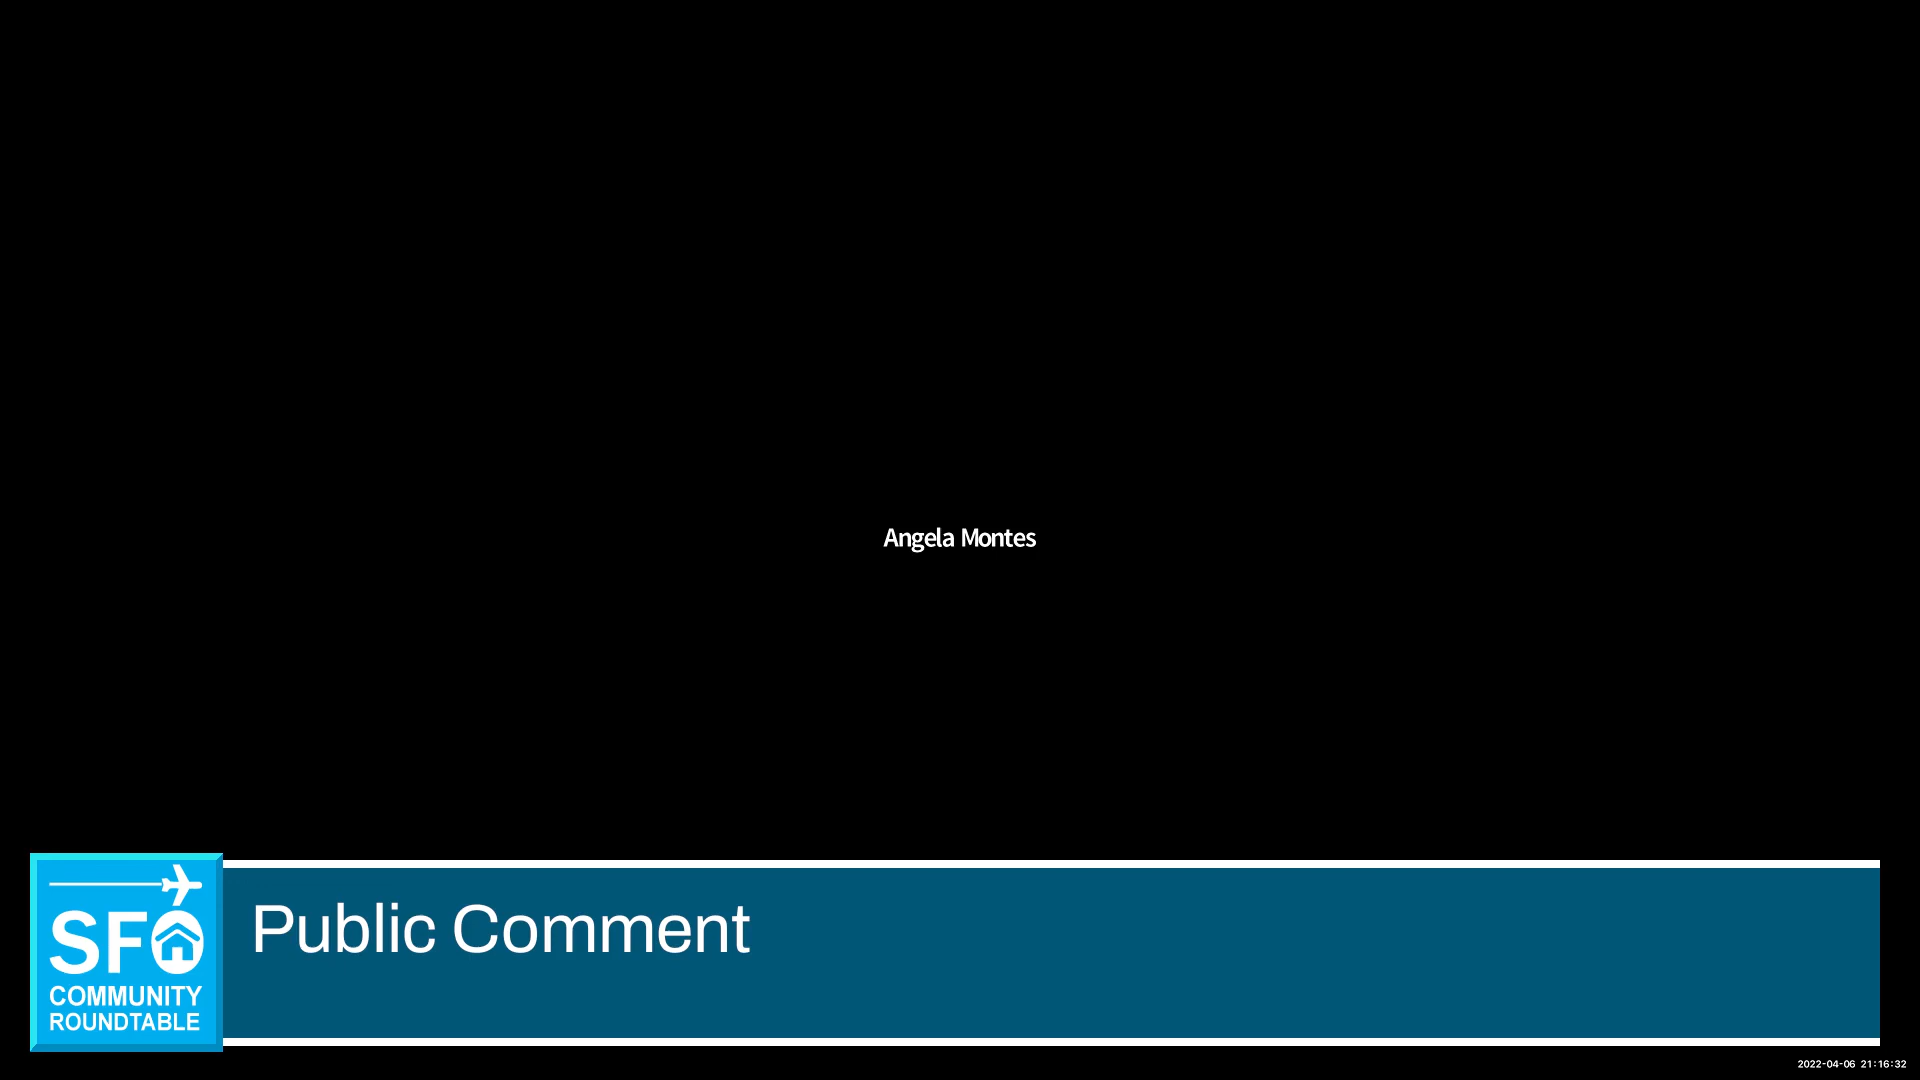 Angela Montes
SFO
COMMUNITY
ROUNDTABLE
Public Comment
2022-04-06 21:16:32